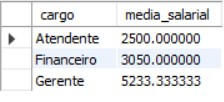 cargo media_salarial
Atendente 2500.000000
Financeiro 3050.000000
Gerente 5233.333333